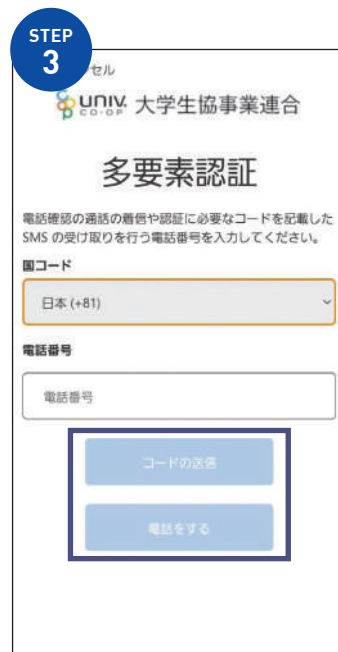 STEP
3
セル
univ.
CO-OP
大学生協事業連合
多要素認証
電話確認の通話の着信や認証に必要なコードを記載した
SMS の受け取りを行う電話番号を入力してください。
国コード
日本 (+81)
電話番号
電話番号
コードの送信
電話をする